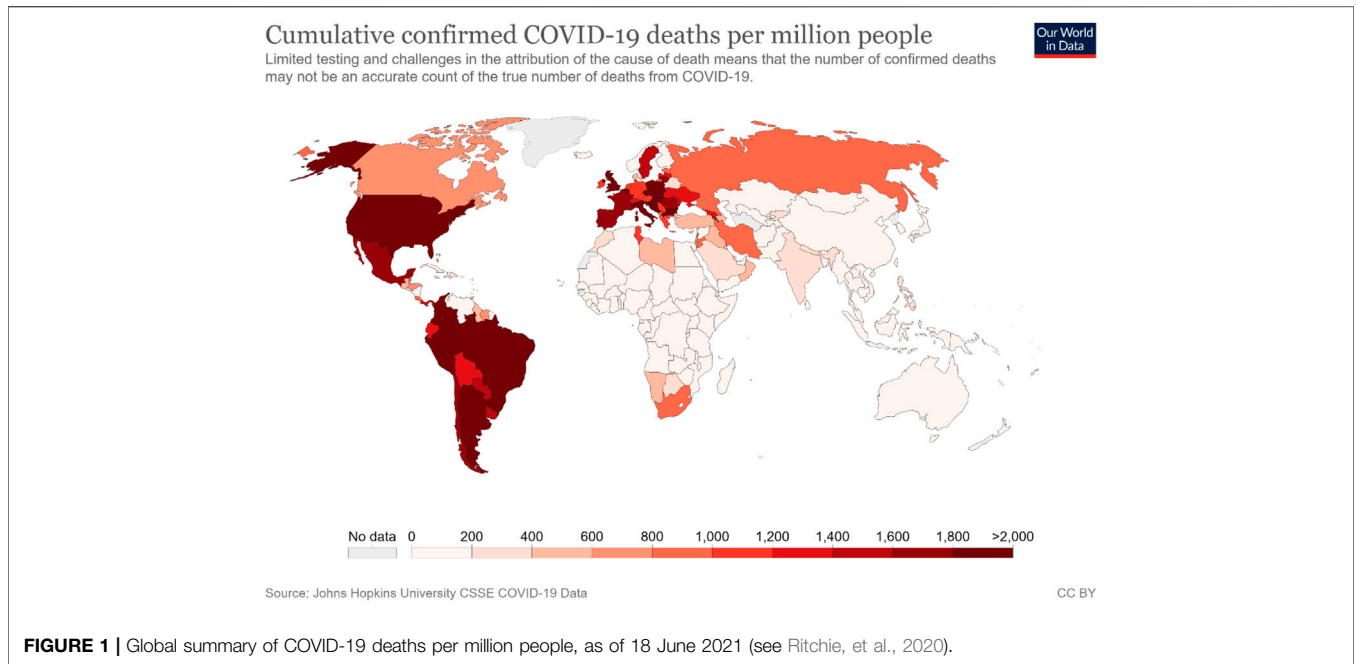 Cumulative confirmed COVID-19 deaths per million people
Our World
in Data
Limited testing and challenges in the attribution of the cause of death means that the number of confirmed deaths
may not be an accurate count of the true number of deaths from COVID-19.
No data 0 200 400 600 800 1,000 1,200 1,400 1,600 1,800 >2,000
Source: Johns Hopkins University CSSE COVID-19 Data
CC BY
FIGURE 1 | Global summary of COVID-19 deaths per million people, as of 18 June 2021 (see Ritchie, et al., 2020).